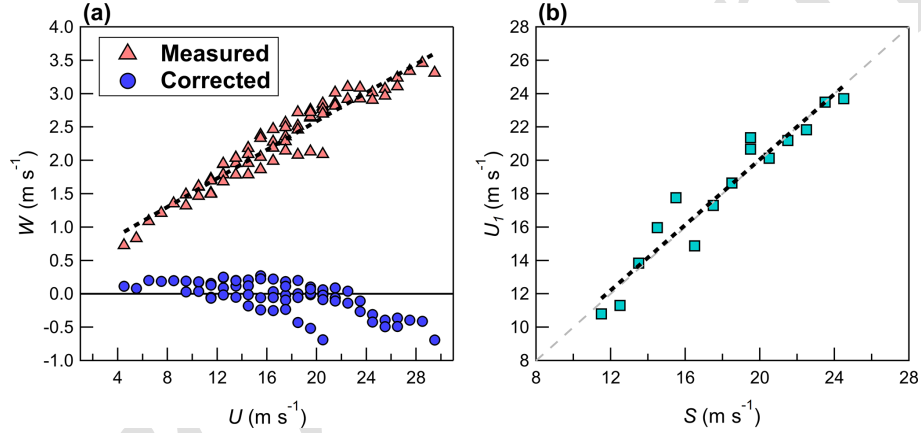 (a)
4.0
3.5
3.0
2.5
2.0
1.5
1.0
0.5
0.0
-0.5
-1.0
W (m s⁻¹)
Measured
Corrected
4 8 12 16 20 24 28
U (m s⁻¹)
(b)
28
26
24
22
20
18
16
14
12
10
8
U₁ (m s⁻¹)
8 12 16 20 24 28
S (m s⁻¹)